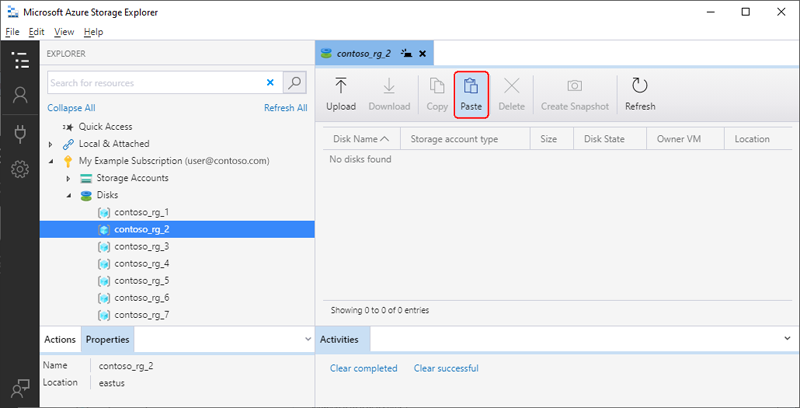 Microsoft Azure Storage Explorer
File Edit View Help
EXPLORER
Search for resources
Collapse All Refresh All
Quick Access
Local & Attached
My Example Subscription (user@contoso.com)
Storage Accounts
Disks
contoso_rg_1
contoso_rg_2
contoso_rg_3
contoso_rg_4
contoso_rg_5
contoso_rg_6
contoso_rg_7
Actions Properties
Name contoso_rg_2
Location eastus
contoso_rg_2
Upload Download Copy Paste Delete Create Snapshot Refresh
Disk Name Storage account type Size Disk State Owner VM Location
No disks found
Showing 0 to 0 of 0 entries
Activities
Clear completed Clear successful